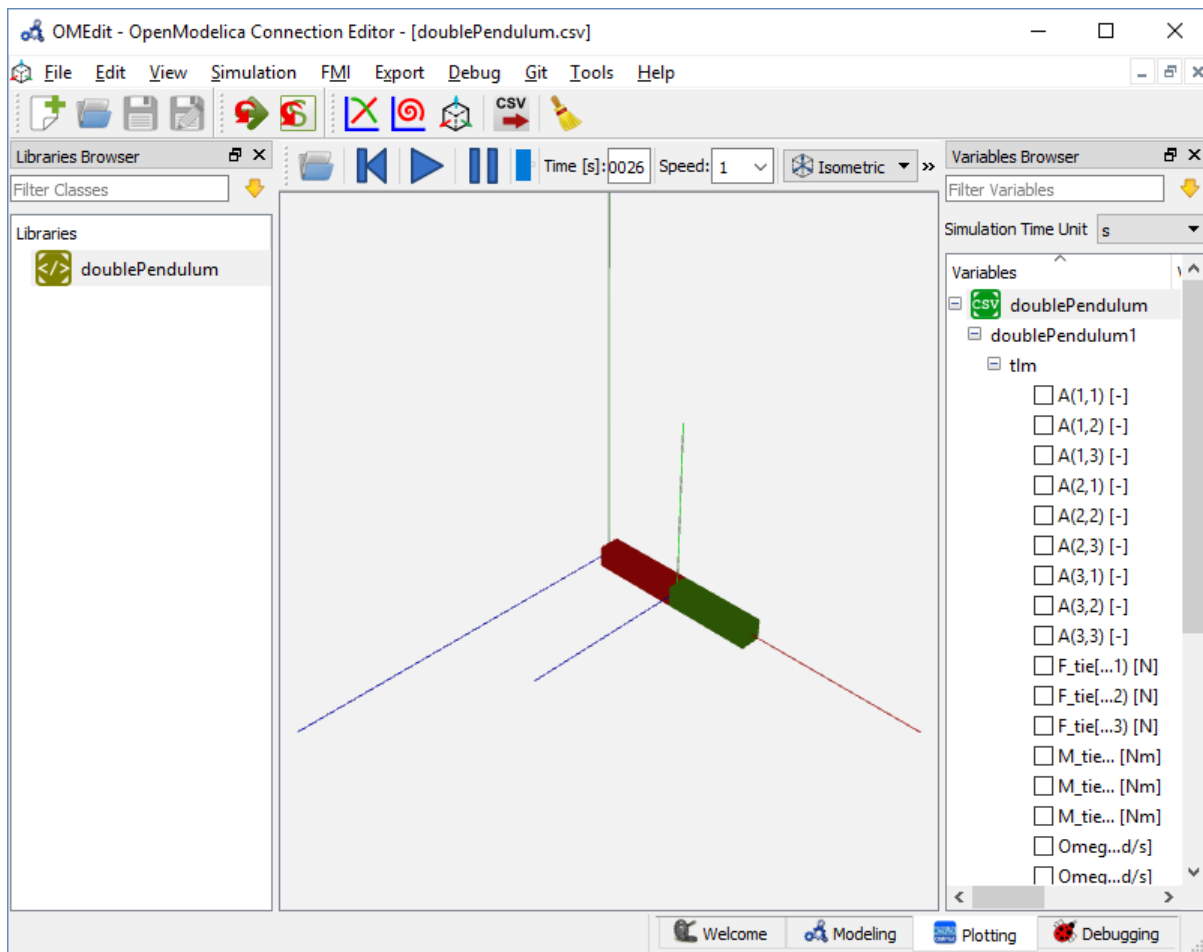 OMEdit - OpenModelica Connection Editor - [doublePendulum.csv]
File Edit View Simulation FMI Export Debug Git Tools Help
CSV
Libraries Browser
Filter Classes
Libraries
</> doublePendulum
Time [s]: 0026 Speed: 1 Isometric »
Variables Browser
Filter Variables
Simulation Time Unit s
Variables
CSV doublePendulum
doublePendulum1
tlm
A(1,1) [-]
A(1,2) [-]
A(1,3) [-]
A(2,1) [-]
A(2,2) [-]
A(2,3) [-]
A(3,1) [-]
A(3,2) [-]
A(3,3) [-]
F_tie[...1) [N]
F_tie[...2) [N]
F_tie[...3) [N]
M_tie... [Nm]
M_tie... [Nm]
M_tie... [Nm]
Omeg...d/s]
Omeg...d/s]
Welcome Modeling Plotting Debugging